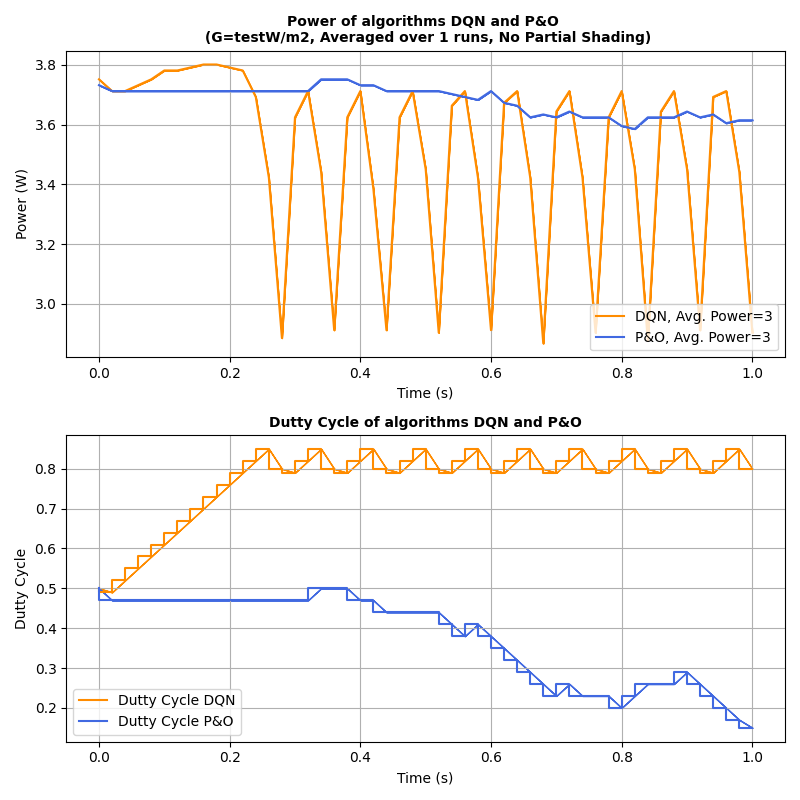 Power of algorithms DQN and P&O
(G=testW/m2, Averaged over 1 runs, No Partial Shading)
Power (W)
3.8
3.6
3.4
3.2
3.0
DQN, Avg. Power=3
P&O, Avg. Power=3
0.0 0.2 0.4 0.6 0.8 1.0
Time (s)
Dutty Cycle of algorithms DQN and P&O
Dutty Cycle
0.8
0.7
0.6
0.5
0.4
0.3
0.2
Dutty Cycle DQN
Dutty Cycle P&O
0.0 0.2 0.4 0.6 0.8 1.0
Time (s)